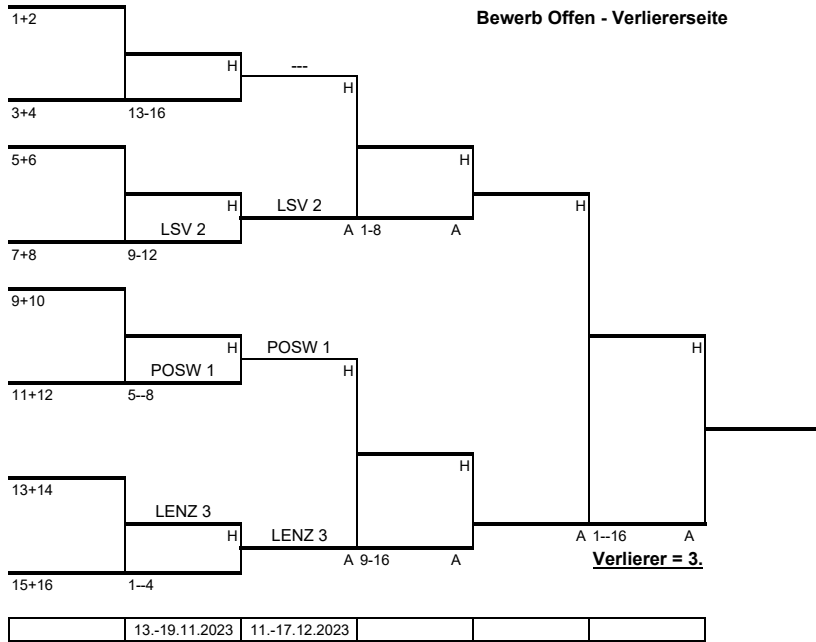 Bewerb Offen - Verliererseite
1+2
H
---
H
3+4
13-16
5+6
H
H
LSV 2
LSV 2
H
7+8
9-12
A 1-8
A
9+10
H
POSW 1
H
POSW 1
H
11+12
5--8
H
13+14
LENZ 3
H
LENZ 3
A 1--16
A
A 9-16
A
Verlierer = 3.
15+16
1--4
13.-19.11.2023
11.-17.12.2023